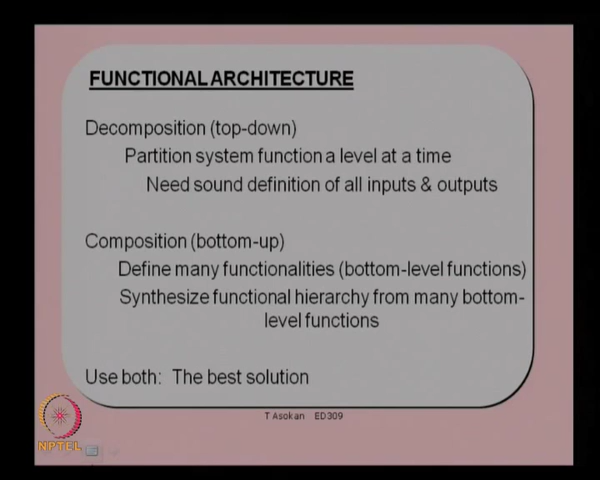 FUNCTIONAL ARCHITECTURE
Decomposition (top-down)
Partition system function a level at a time
Need sound definition of all inputs & outputs
Composition (bottom-up)
Define many functionalities (bottom-level functions)
Synthesize functional hierarchy from many bottom-
level functions
Use both: The best solution
T Asokan ED309
NPTEL